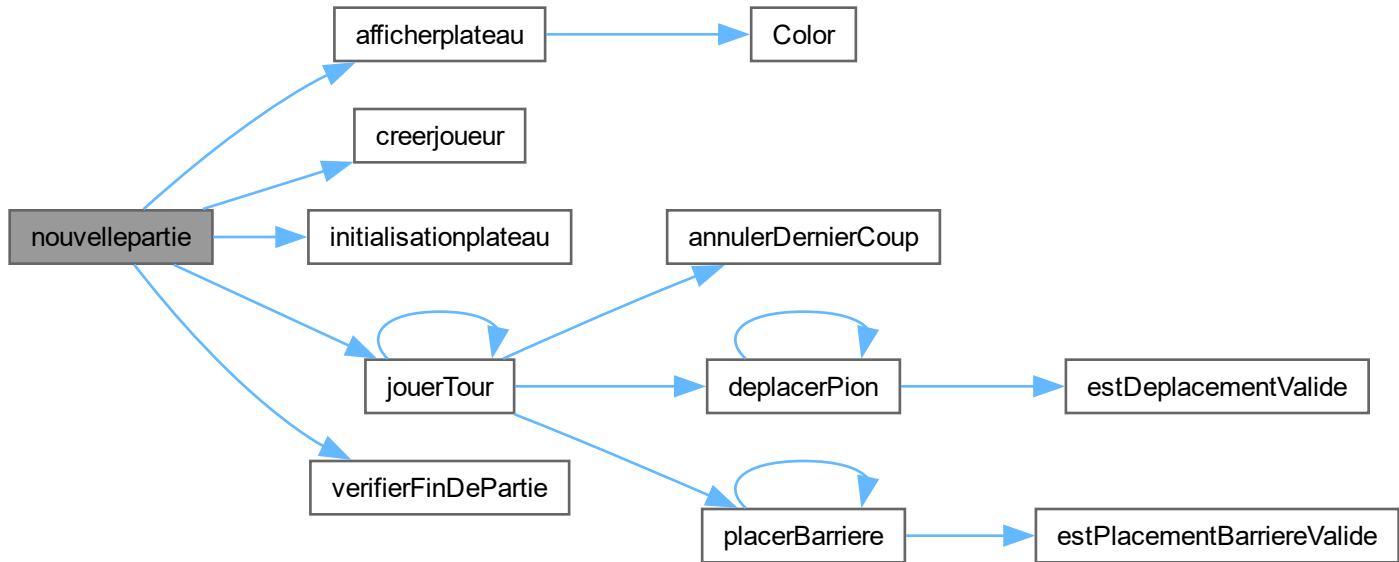 afficherplateau
Color
creerjoueur
nouvellepartie
initialisationplateau
annulerDernierCoup
jouerTour
deplacerPion
estDeplacementValide
verifierFinDePartie
placerBarriere
estPlacementBarriereValide